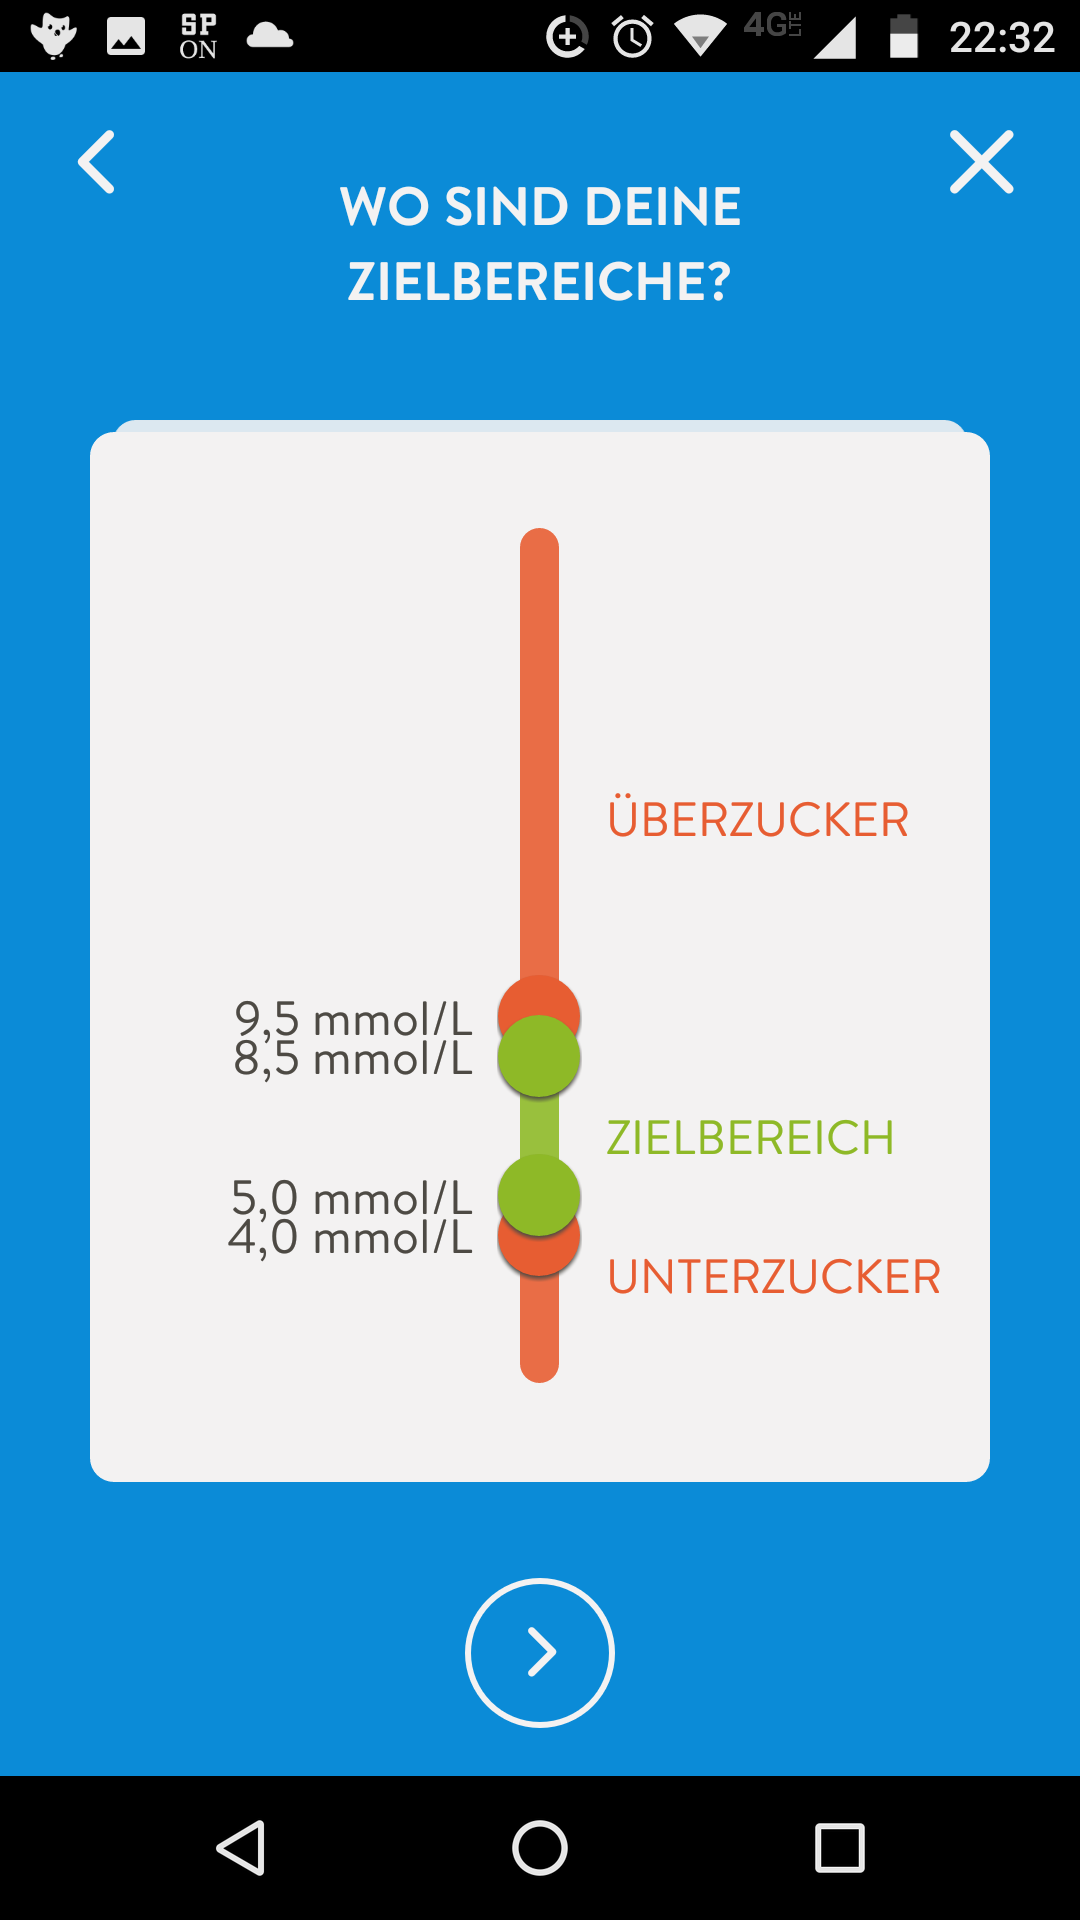 SP
ON
4G LTE
22:32
WO SIND DEINE
ZIELBEREICHE?
ÜBERZUCKER
9,5 mmol/L
8,5 mmol/L
ZIELBEREICH
5,0 mmol/L
4,0 mmol/L
UNTERZUCKER